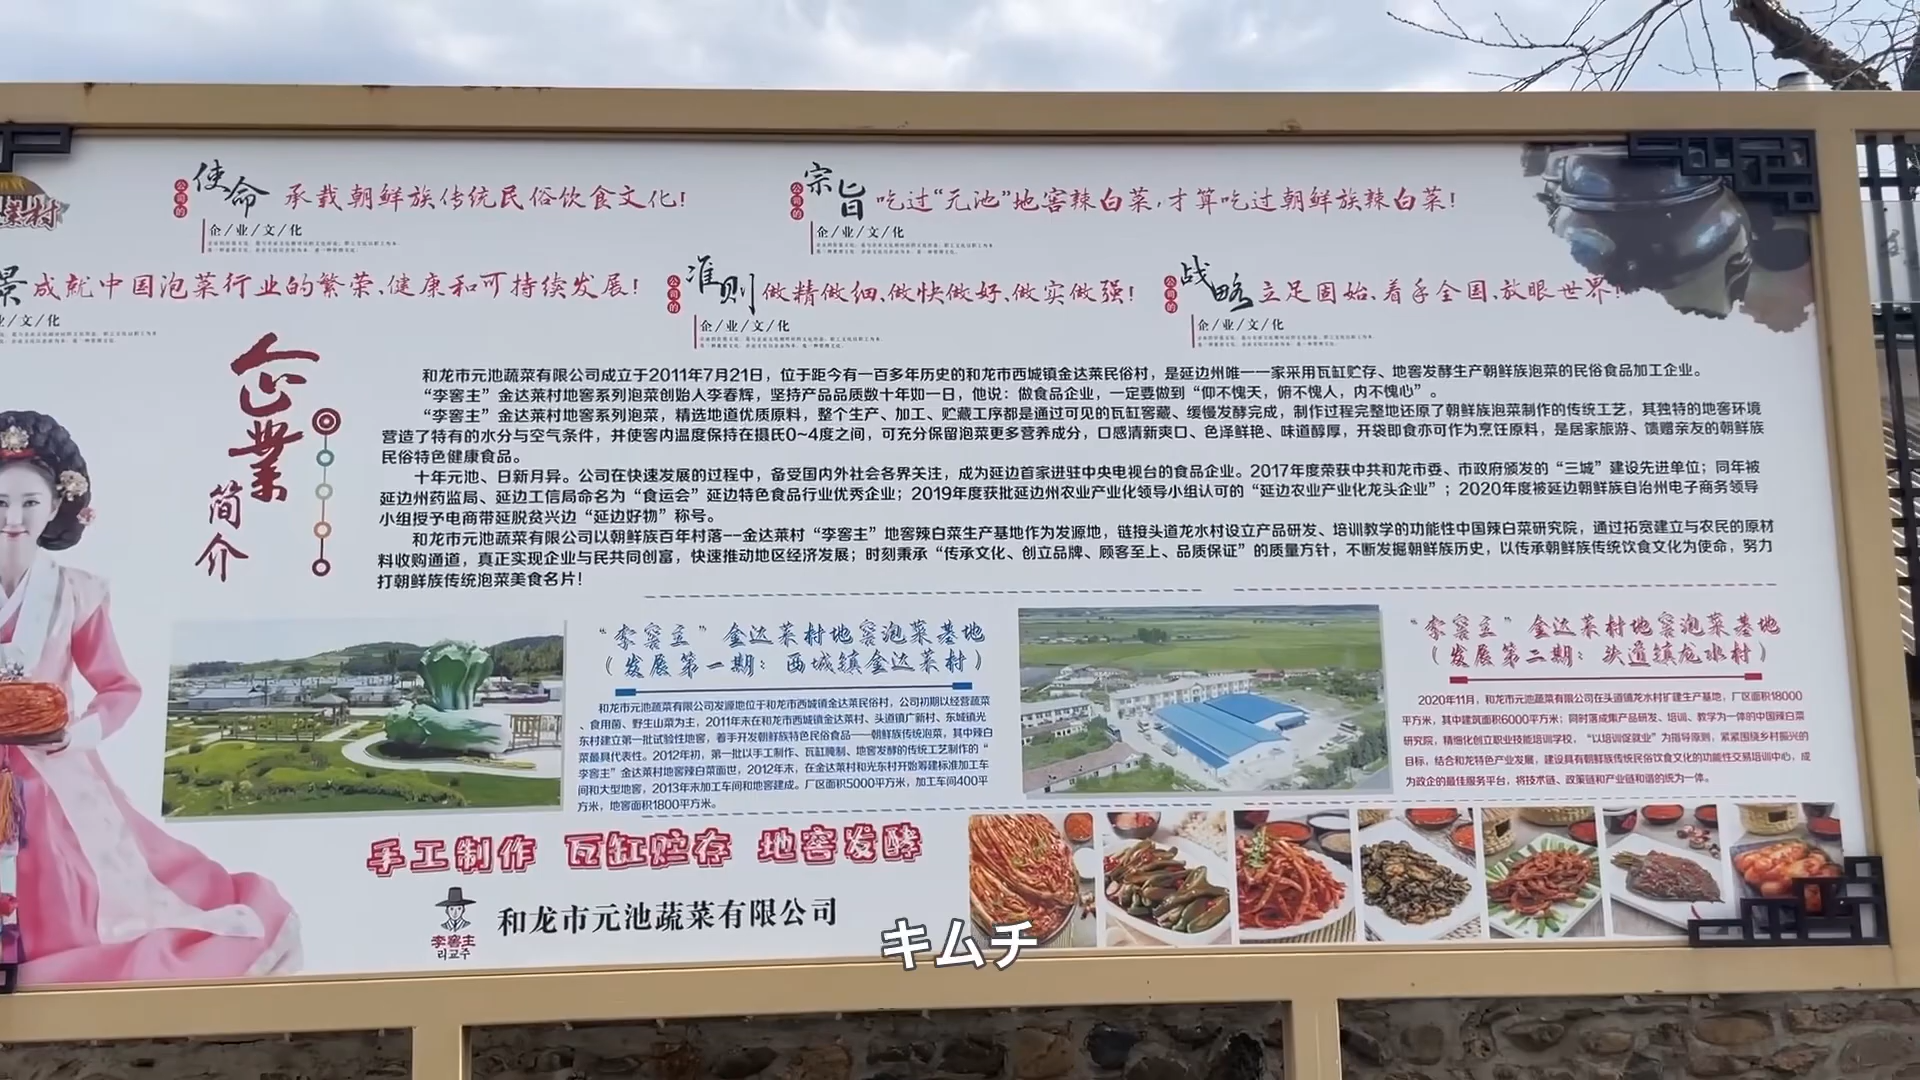 公司的 使命 承载朝鲜族传统民俗饮食文化!
企/业/文/化
公司的 宗旨 吃过“元池”地窖辣白菜,才算吃过朝鲜族辣白菜!
企/业/文/化
菜村
景 成就中国泡菜行业的繁荣、健康和可持续发展!
业/文/化
公司的 准则 做精做细、做快做好、做实做强!
企/业/文/化
公司的 战略 立足固始、着手全国、放眼世界!
企/业/文/化
企业
简介
和龙市元池蔬菜有限公司成立于2011年7月21日，位于距今有一百多年历史的和龙市西城镇金达莱民俗村，是延边州唯一一家采用瓦缸贮存、地窖发酵生产朝鲜族泡菜的民俗食品加工企业。
“李窖主”金达莱村地窖系列泡菜创始人李春辉，坚持产品品质数十年如一日，他说：做食品企业，一定要做到“仰不愧天，俯不愧人，内不愧心”。
“李窖主”金达莱村地窖系列泡菜，精选地道优质原料，整个生产、加工、贮藏工序都是通过可见的瓦缸窖藏、缓慢发酵完成，制作过程完整地还原了朝鲜族泡菜制作的传统工艺，其独特的地窖环境
营造了特有的水分与空气条件，并使窖内温度保持在摄氏0~4度之间，可充分保留泡菜更多营养成分，口感清新爽口、色泽鲜艳、味道醇厚，开袋即食亦可作为烹饪原料，是居家旅游、馈赠亲友的朝鲜族
民俗特色健康食品。
十年元池、日新月异。公司在快速发展的过程中，备受国内外社会各界关注，成为延边首家进驻中央电视台的食品企业。2017年度荣获中共和龙市委、市政府颁发的“三城”建设先进单位；同年被
延边州药监局、延边工信局命名为“食运会”延边特色食品行业优秀企业；2019年度获批延边州农业产业化领导小组认可的“延边农业产业化龙头企业”；2020年度被延边朝鲜族自治州电子商务领导
小组授予电商带延脱贫兴边“延边好物”称号。
和龙市元池蔬菜有限公司以朝鲜族百年村落--金达莱村“李窖主”地窖辣白菜生产基地作为发源地，链接头道龙水村设立产品研发、培训教学的功能性中国辣白菜研究院，通过拓宽建立与农民的原材
料收购通道，真正实现企业与民共同创富，快速推动地区经济发展；时刻秉承“传承文化、创立品牌、顾客至上、品质保证”的质量方针，不断发掘朝鲜族历史，以传承朝鲜族传统饮食文化为使命，努力
打朝鲜族传统泡菜美食名片！
“李窖主”金达莱村地窖泡菜基地
（发展第一期：西城镇金达莱村）
和龙市元池蔬菜有限公司发源地位于和龙市西城镇金达莱民俗村，公司初期以经营蔬菜
、食用菌、野生山菜为主，2011年末在和龙市西城镇金达莱村、头道镇广新村、东城镇光
东村建立第一批试验性地窖，着手开发朝鲜族特色民俗食品——朝鲜族传统泡菜，其中辣白
菜最具代表性。2012年初，第一批以手工制作、瓦缸腌制、地窖发酵的传统工艺制作的“
李窖主”金达莱村地窖辣白菜面世，2012年末，在金达莱村和光东村开始筹建标准加工车
间和大型地窖，2013年末加工车间和地窖建成。厂区面积5000平方米，加工车间400平
方米，地窖面积1800平方米。
“李窖主”金达莱村地窖泡菜基地
（发展第二期：头道镇龙水村）
2020年11月，和龙市元池蔬菜有限公司在头道镇龙水村扩建生产基地，厂区面积18000
平方米，其中建筑面积6000平方米；同时落成集产品研发、培训、教学为一体的中国辣白菜
研究院，精细化创立职业技能培训学校，“以培训促就业”为指导原则，紧紧围绕乡村振兴的
目标，结合和龙特色产业发展，建设具有朝鲜族传统民俗饮食文化的功能性交易培训中心，成
为政企的最佳服务平台，将技术链、政策链和产业链和谐的统为一体。
手工制作 瓦缸贮存 地窖发酵
李窖主
리교주
和龙市元池蔬菜有限公司
キムチ